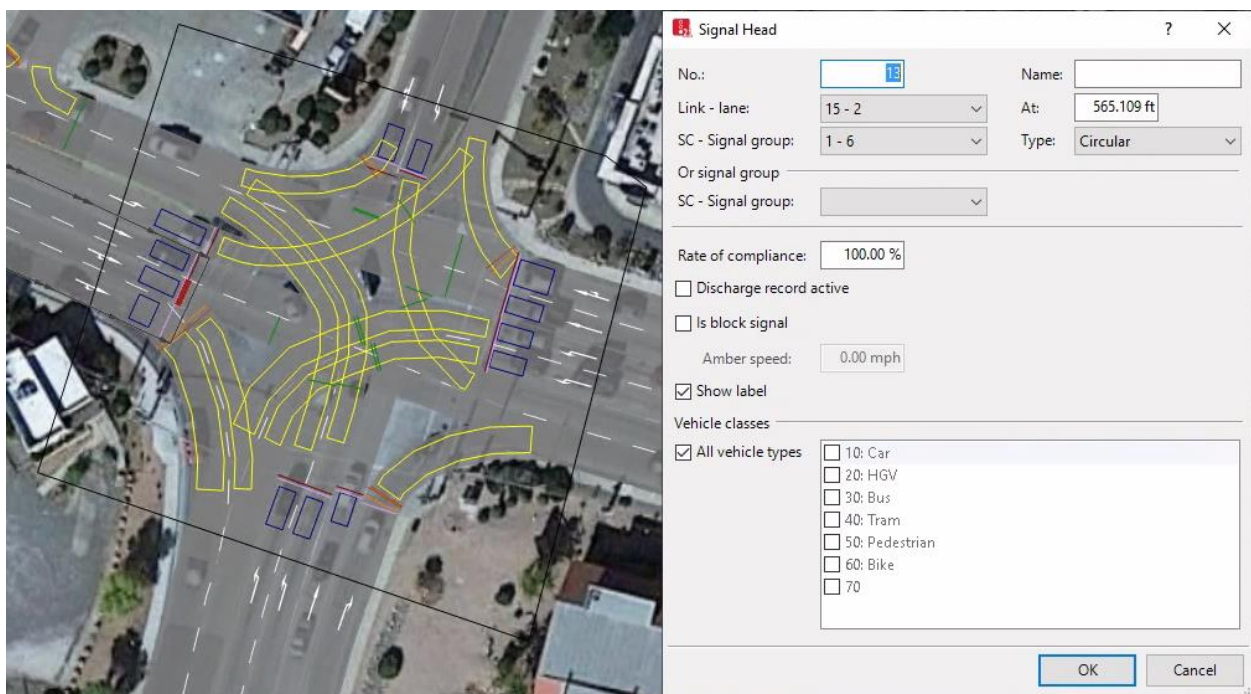 Signal Head
No.: 13 Name:
Link - lane: 15 - 2 At: 565.109 ft
SC - Signal group: 1 - 6 Type: Circular
Or signal group
SC - Signal group:
Rate of compliance: 100.00 %
Discharge record active
Is block signal
Amber speed: 0.00 mph
Show label
Vehicle classes
All vehicle types
10: Car
20: HGV
30: Bus
40: Tram
50: Pedestrian
60: Bike
70
OK Cancel